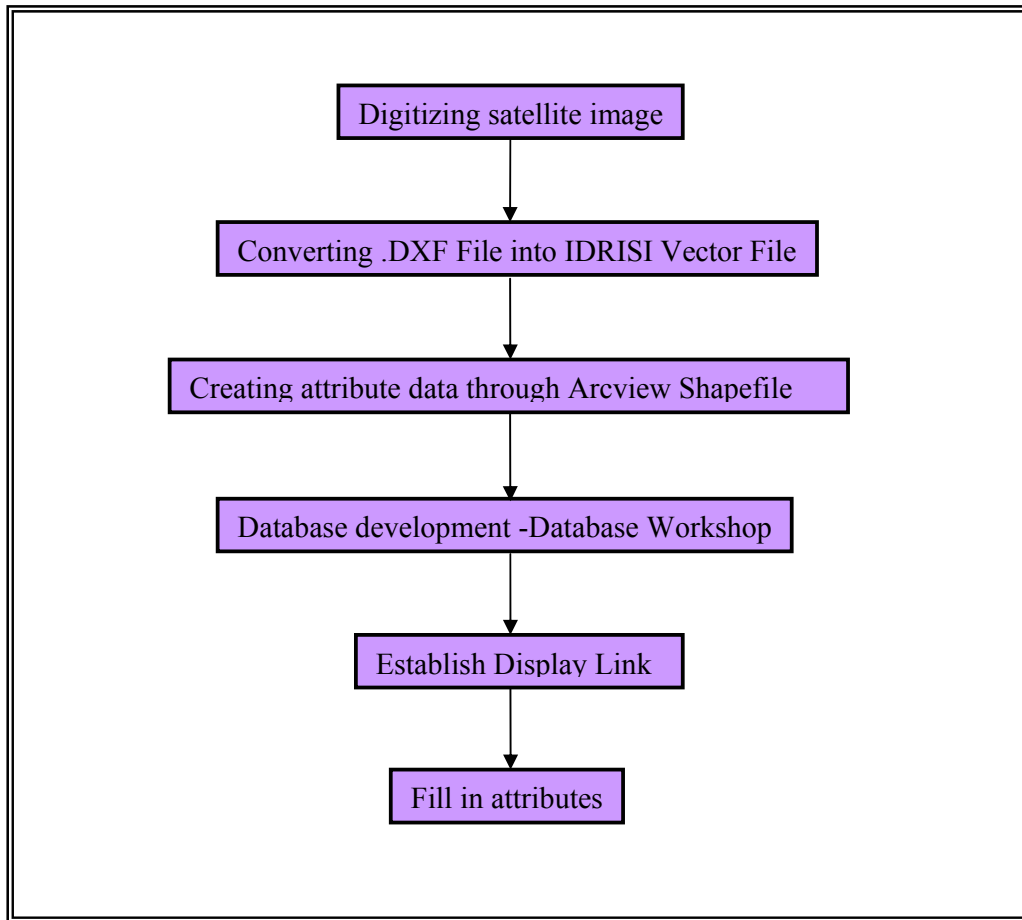 Digitizing satellite image
Converting .DXF File into IDRISI Vector File
Creating attribute data through Arcview Shapefile
Database development -Database Workshop
Establish Display Link
Fill in attributes